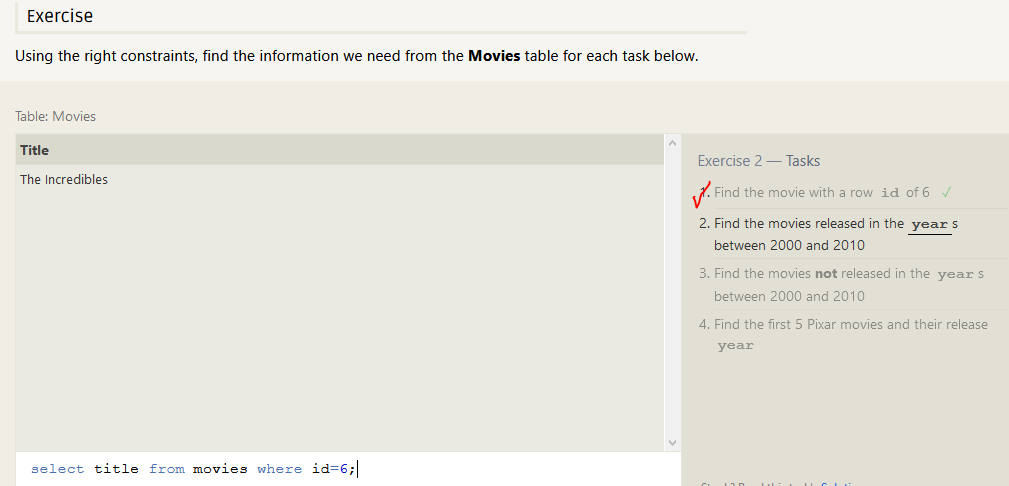 Exercise
Using the right constraints, find the information we need from the Movies table for each task below.
Table: Movies
Title
The Incredibles
select title from movies where id=6;
Exercise 2 — Tasks
1. Find the movie with a row id of 6 ✓
2. Find the movies released in the year s
between 2000 and 2010
3. Find the movies not released in the year s
between 2000 and 2010
4. Find the first 5 Pixar movies and their release
year